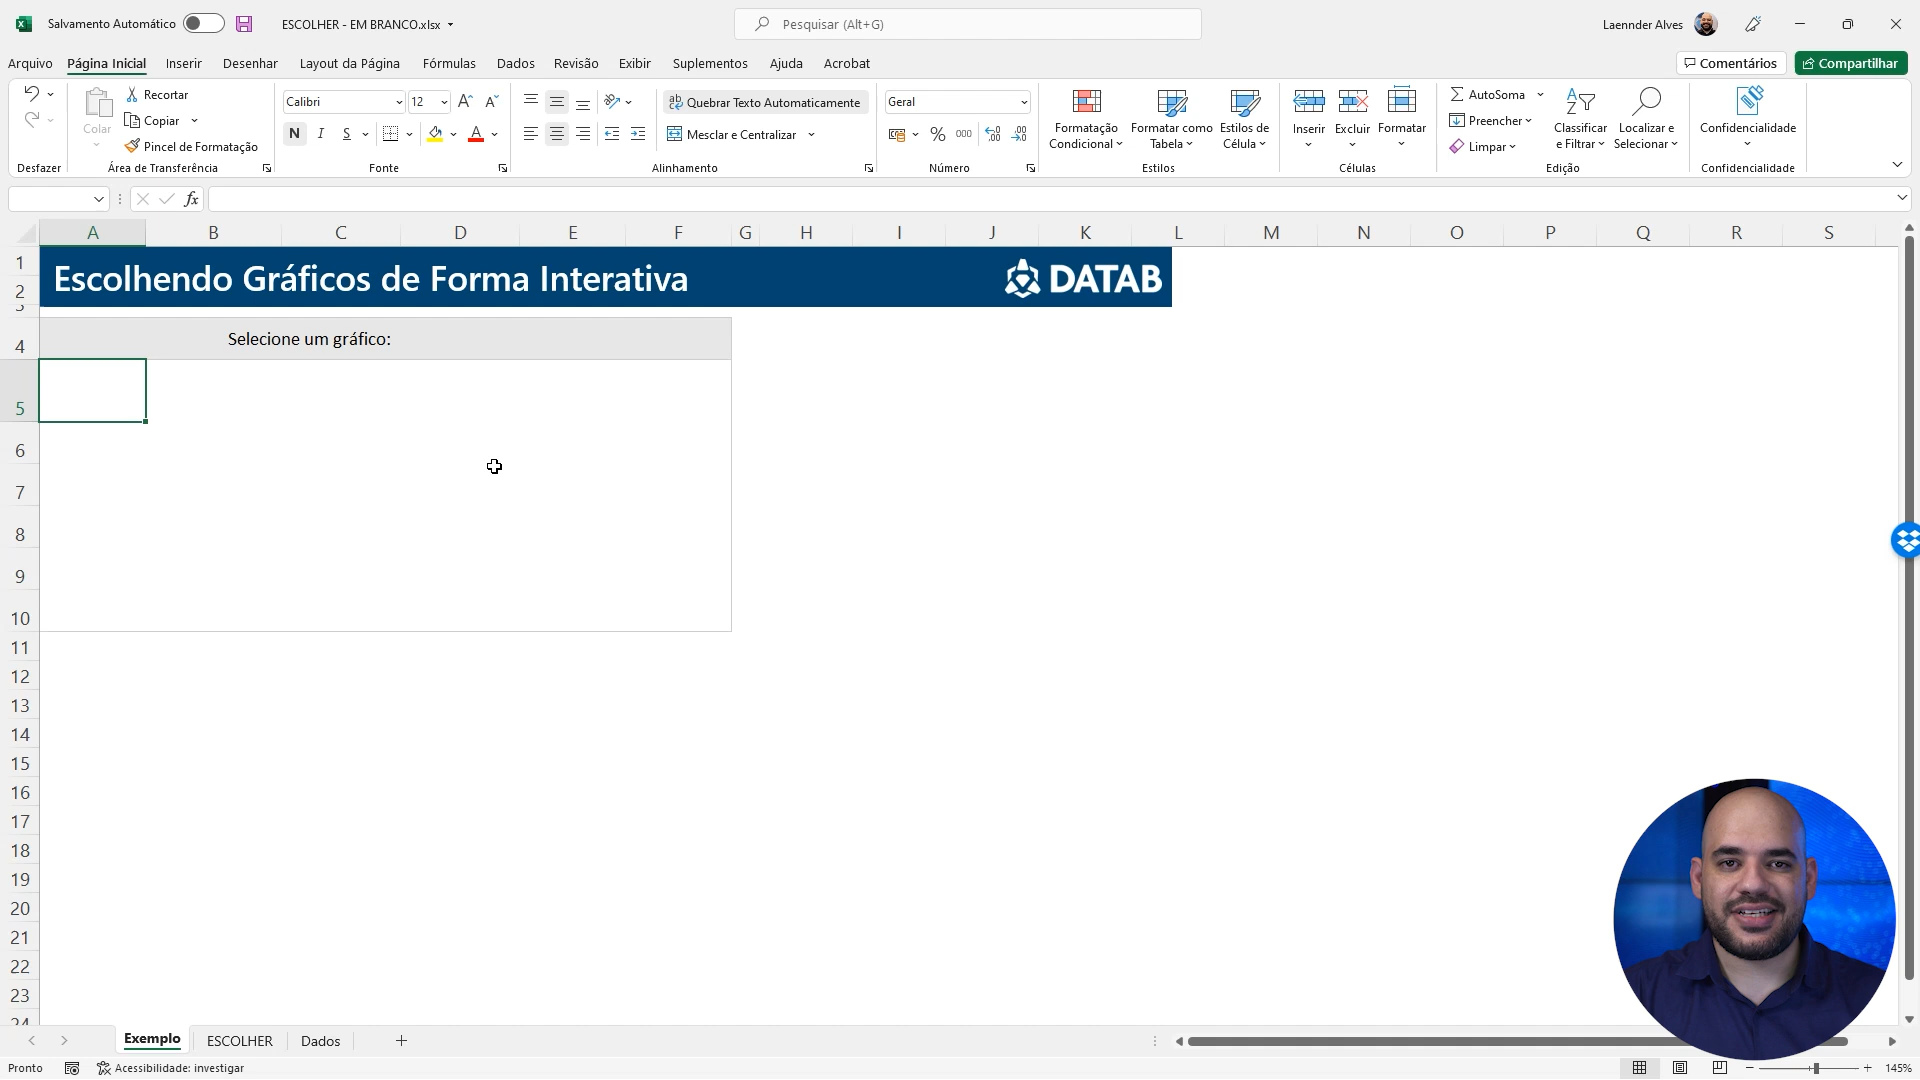 Salvamento Automático
ESCOLHER - EM BRANCO.xlsx
Pesquisar (Alt+G)
Laennder Alves
Arquivo Página Inicial Inserir Desenhar Layout da Página Fórmulas Dados Revisão Exibir Suplementos Ajuda Acrobat
Comentários Compartilhar
Colar
Recortar
Copiar
Pincel de Formatação
Calibri 12
N I S
Quebrar Texto Automaticamente
Mesclar e Centralizar
Geral
% 000
Formatação Condicional
Formatar como Tabela
Estilos de Célula
Inserir Excluir Formatar
AutoSoma
Preencher
Limpar
Classificar e Filtrar
Localizar e Selecionar
Confidencialidade
Desfazer Área de Transferência Fonte Alinhamento Número Estilos Células Edição Confidencialidade
fx
A B C D E F G H I J K L M N O P Q R S
1
2
3
4
5
6
7
8
9
10
11
12
13
14
15
16
17
18
19
20
21
22
23
24
Escolhendo Gráficos de Forma Interativa
DATAB
Selecione um gráfico:
Exemplo ESCOLHER Dados
Pronto
Acessibilidade: investigar
145%